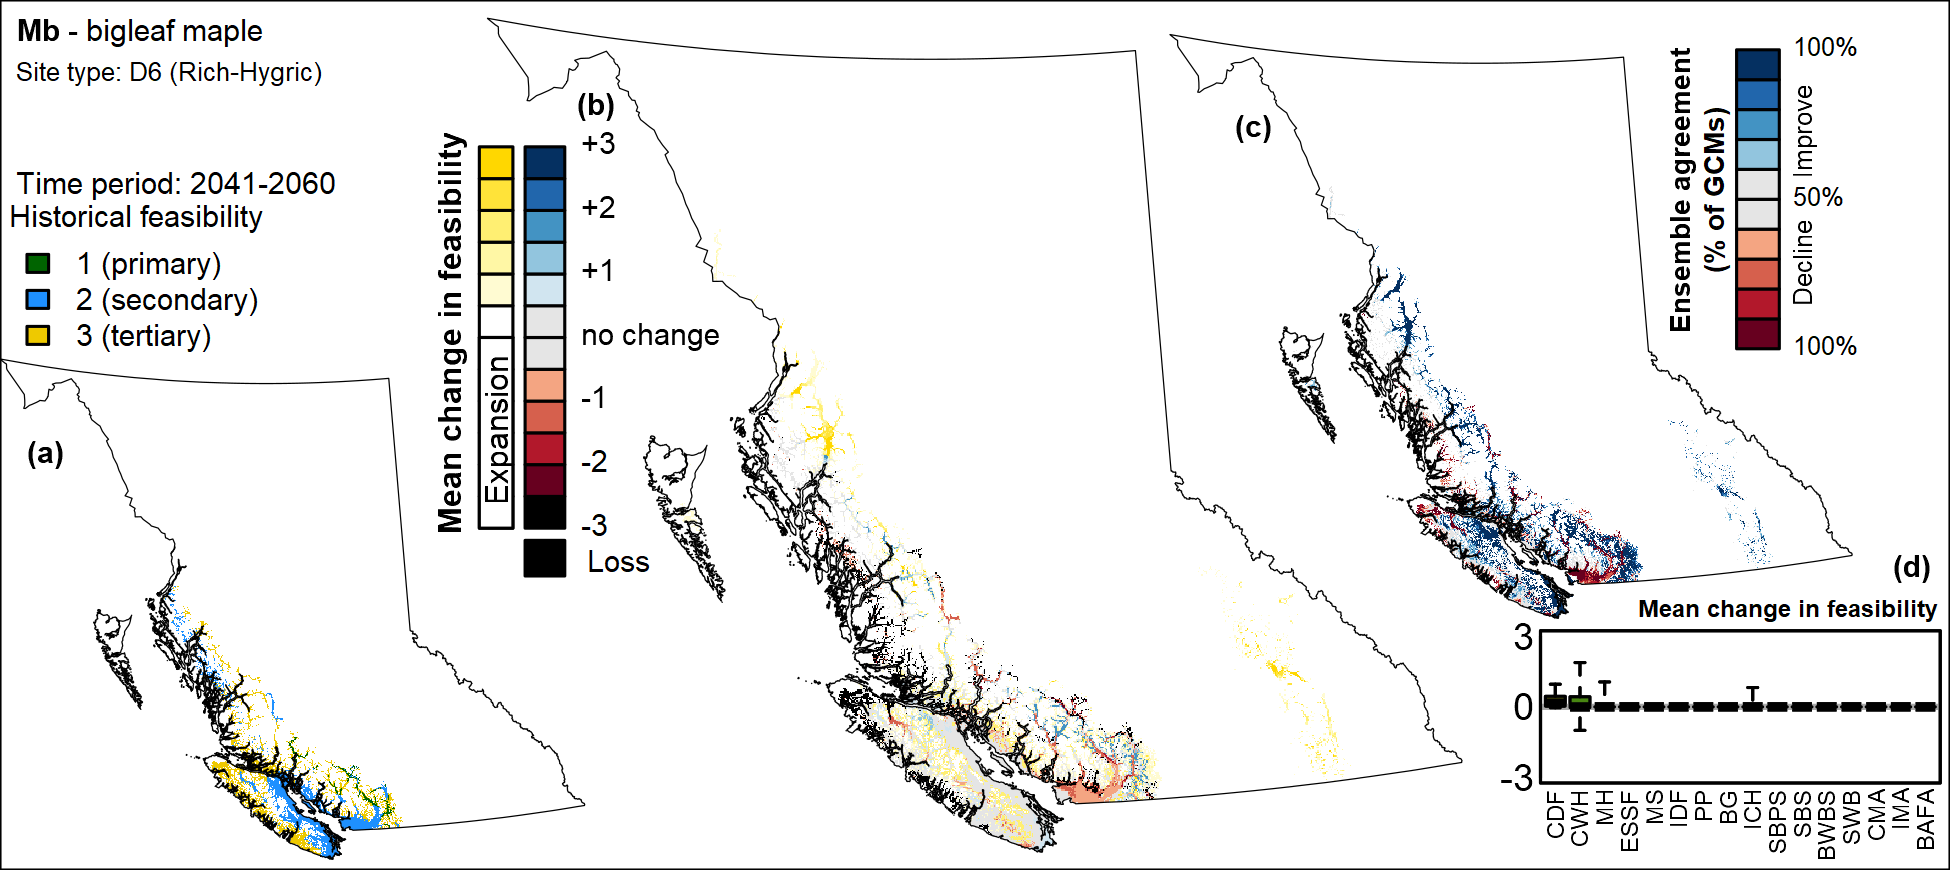 Mb - bigleaf maple
Site type: D6 (Rich-Hygric)
Time period: 2041-2060
Historical feasibility
1 (primary)
2 (secondary)
3 (tertiary)
(a)
(b)
Mean change in feasibility
Expansion
+3
+2
+1
no change
-1
-2
-3
Loss
(c)
Ensemble agreement
(% of GCMs)
100%
Improve
50%
Decline
100%
(d)
Mean change in feasibility
3
0
-3
CDF
CWH
MH
ESSF
MS
IDF
PP
BG
ICH
SBPS
SBS
BWBS
SWB
CMA
IMA
BAFA